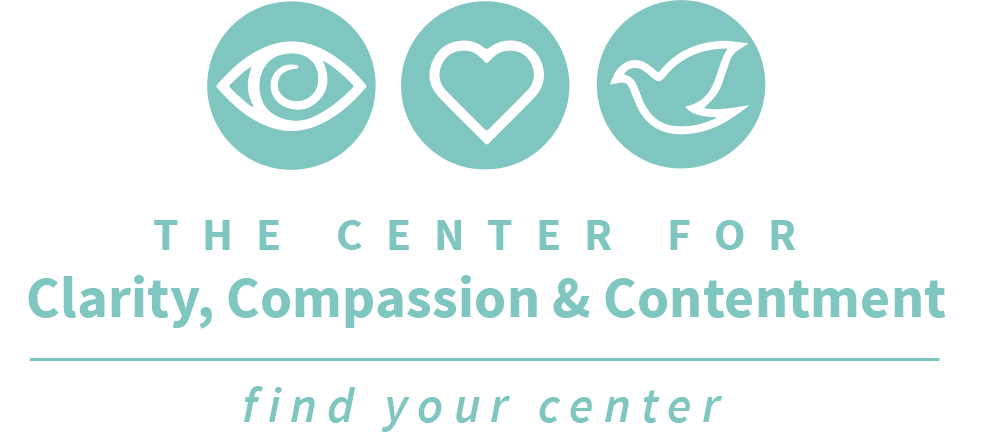 THE CENTER FOR
Clarity, Compassion & Contentment
find your center